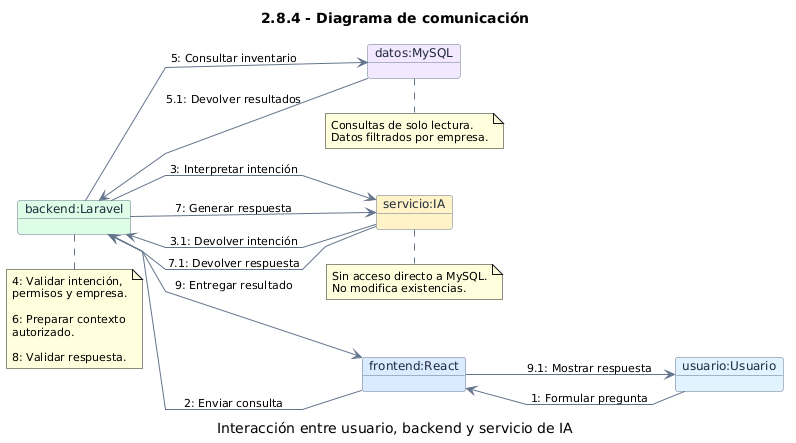 2.8.4 - Diagrama de comunicación
datos:MySQL
5: Consultar inventario
5.1: Devolver resultados
Consultas de solo lectura.
Datos filtrados por empresa.
3: Interpretar intención
backend:Laravel
7: Generar respuesta
servicio:IA
3.1: Devolver intención
7.1: Devolver respuesta
4: Validar intención,
permisos y empresa.
6: Preparar contexto
autorizado.
8: Validar respuesta.
Sin acceso directo a MySQL.
No modifica existencias.
9: Entregar resultado
frontend:React
9.1: Mostrar respuesta
usuario:Usuario
2: Enviar consulta
1: Formular pregunta
Interacción entre usuario, backend y servicio de IA